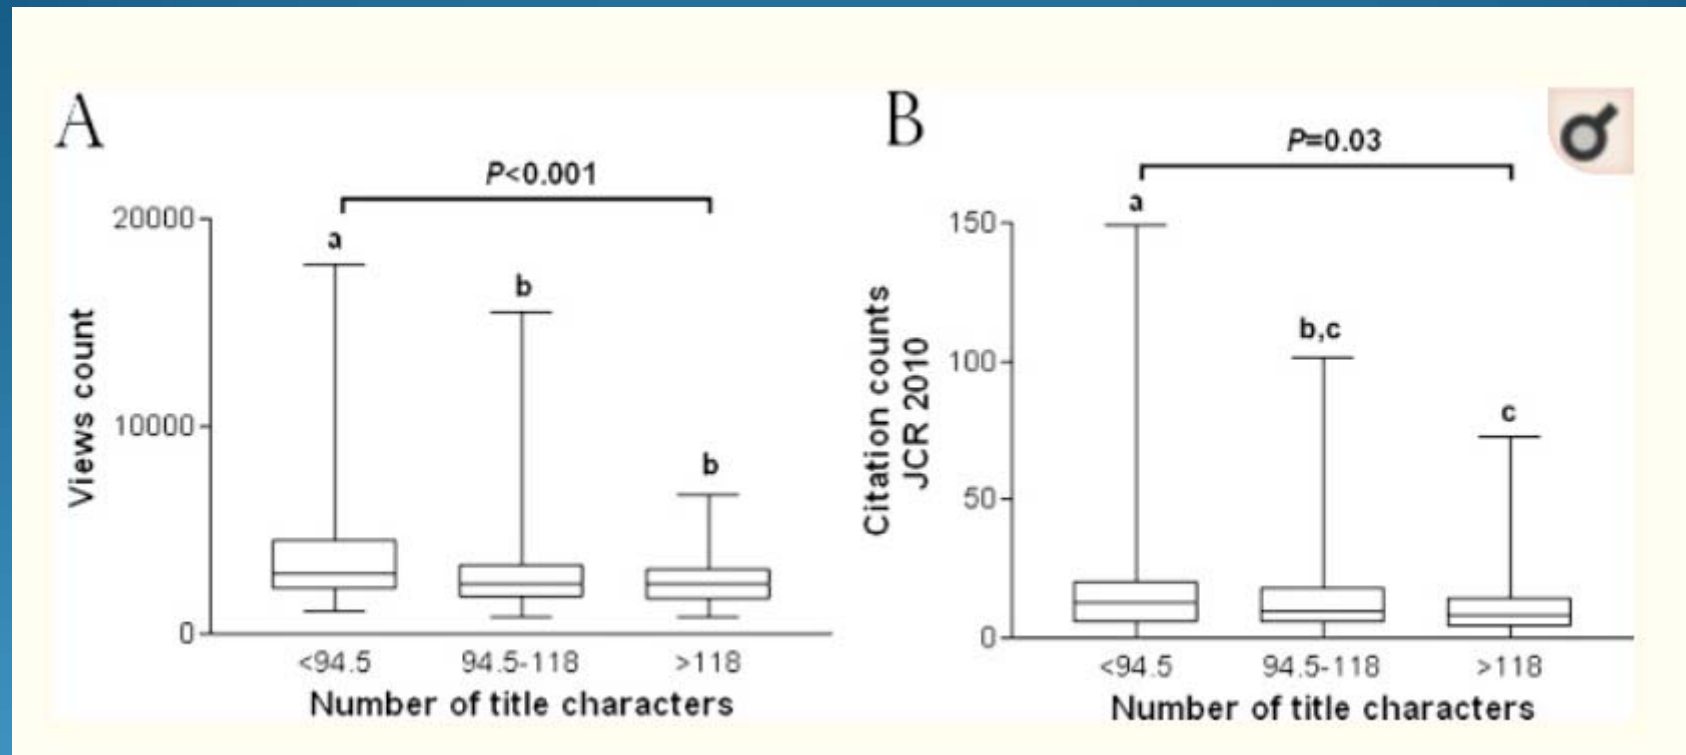 A
P<0.001
20000
10000
0
a
b
b
Views count
<94.5
94.5-118
>118
Number of title characters
B
P=0.03
150
100
50
0
a
b,c
c
Citation counts
JCR 2010
<94.5
94.5-118
>118
Number of title characters